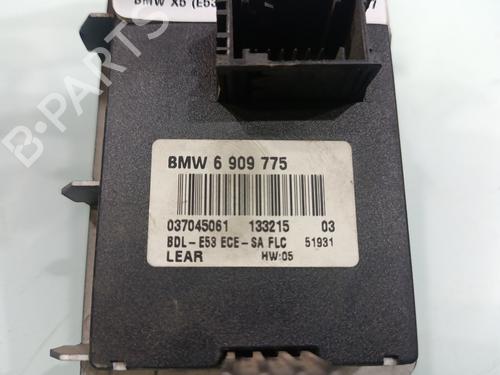 BMW X5 (E53
B-PARTS
BMW 6 909 775
037045061 133215 03
BDL-E53 ECE-SA FLC 51931
LEAR HW:05